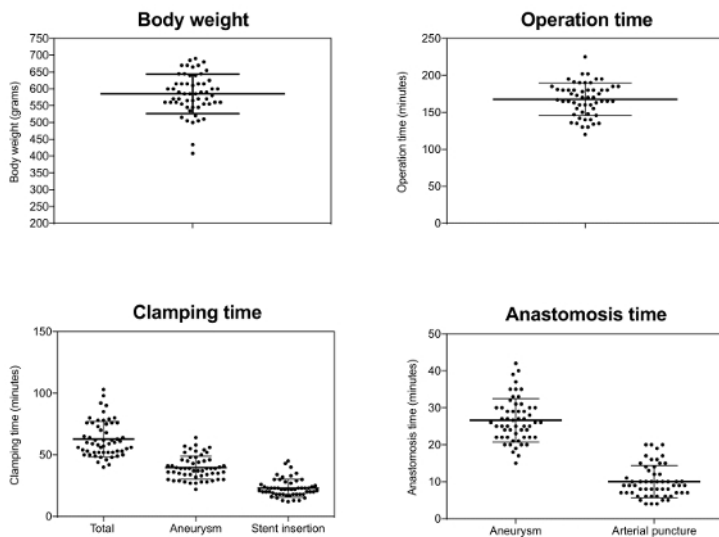 Body weight
Body weight (grams)
750
700
650
600
550
500
450
400
350
300
250
200
Operation time
Operation time (minutes)
250
200
150
100
50
0
Clamping time
Clamping time (minutes)
150
100
50
0
Total
Aneurysm
Stent insertion
Anastomosis time
Anastomosis time (minutes)
50
40
30
20
10
0
Aneurysm
Arterial puncture